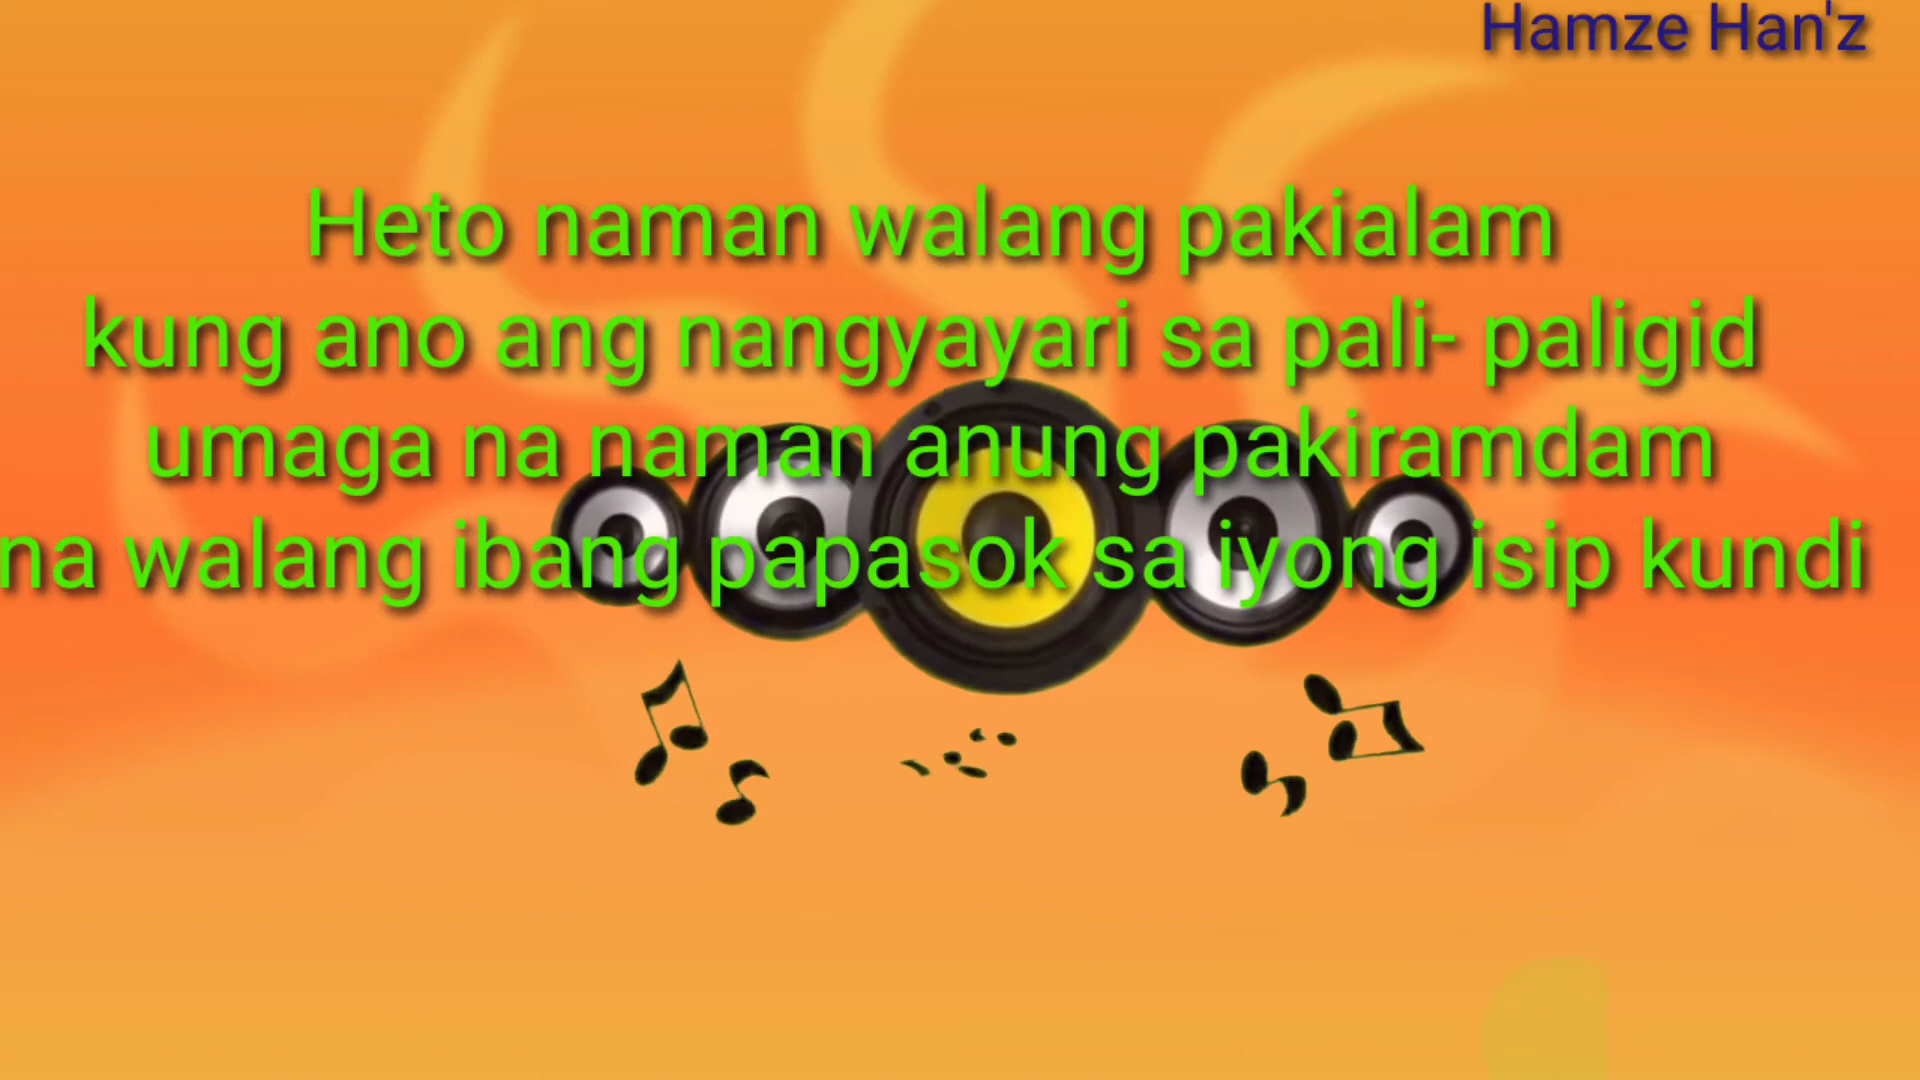 Hamze Han'z
Heto naman walang pakialam
kung ano ang nangyayari sa pali- paligid
umaga na naman anung pakiramdam
na walang ibang papasok sa iyong isip kundi